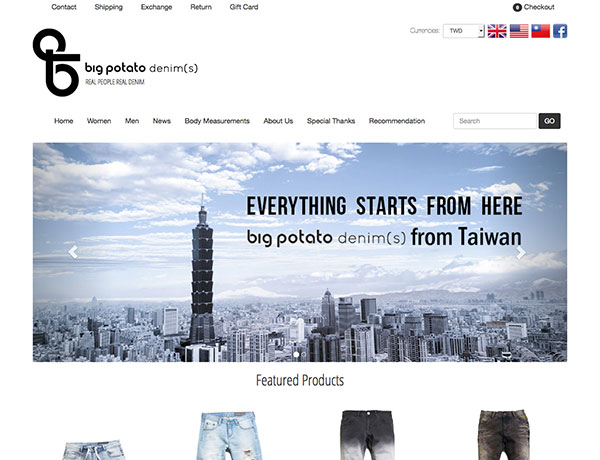 Contact Shipping Exchange Return Gift Card 0 Checkout
Currencies: TWD
big potato denim(s)
REAL PEOPLE REAL DENIM
Home Women Men News Body Measurements About Us Special Thanks Recommendation Search GO
EVERYTHING STARTS FROM HERE
big potato denim(s) from Taiwan
Featured Products